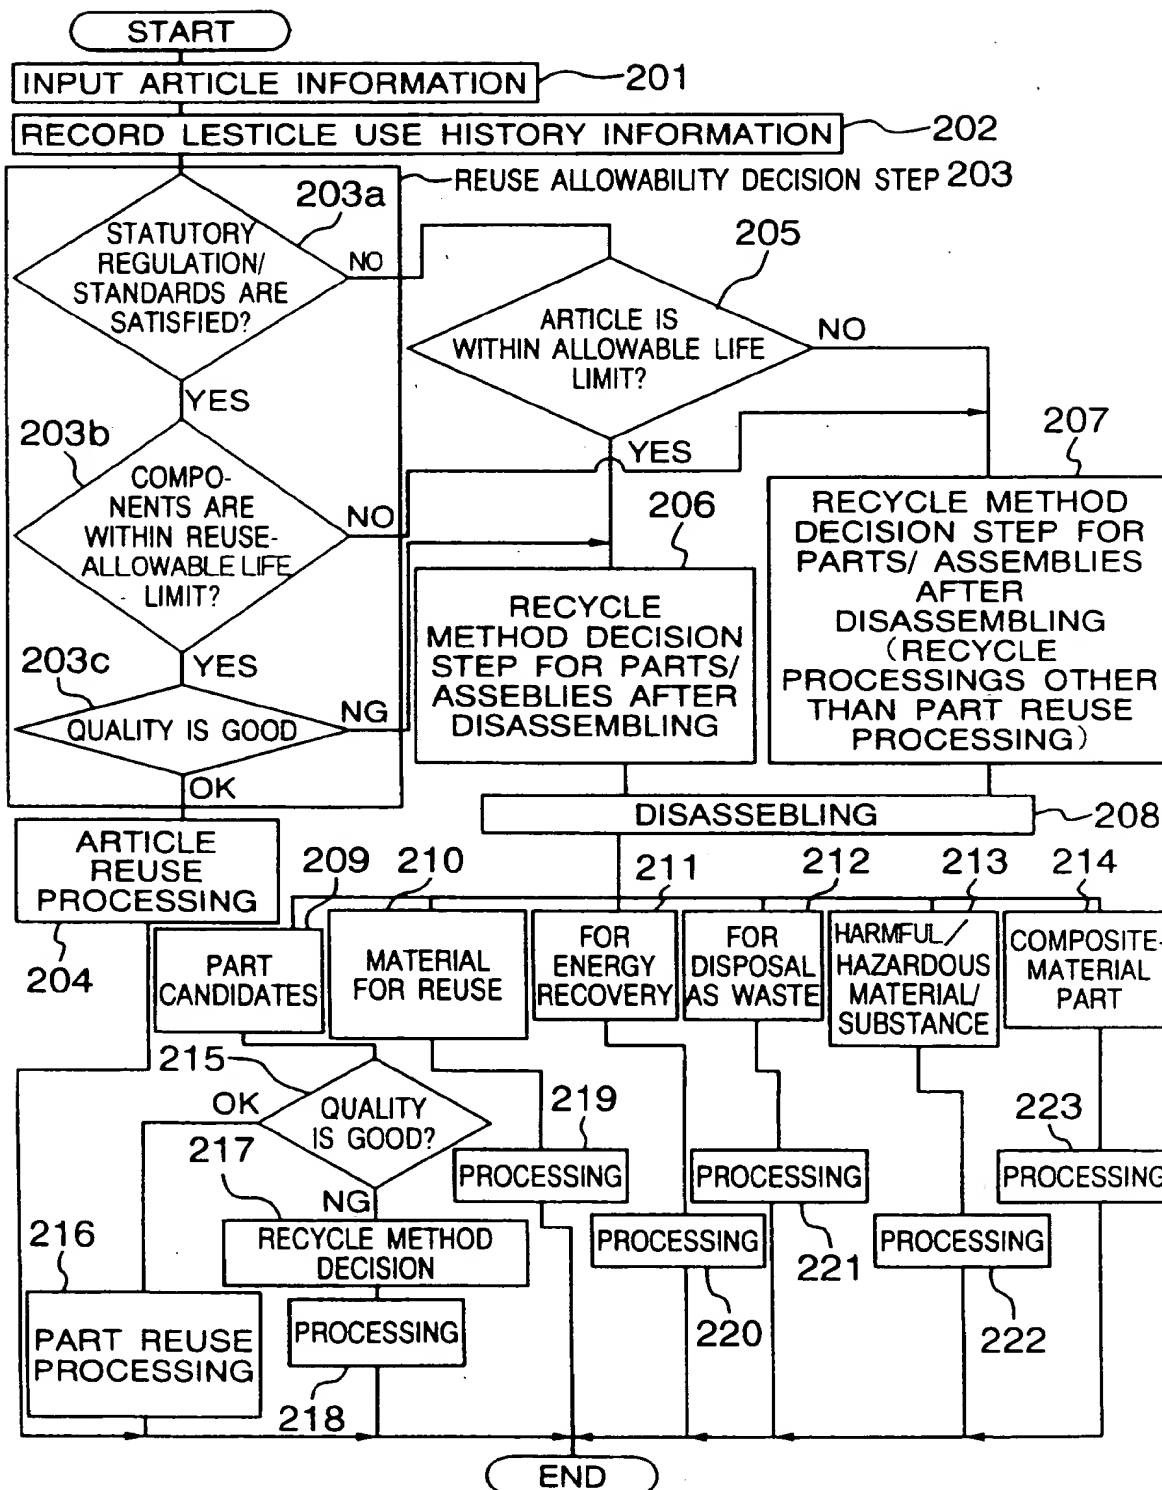 START
INPUT ARTICLE INFORMATION
201
RECORD LESTICLE USE HISTORY INFORMATION
202
REUSE ALLOWABILITY DECISION STEP 203
203a
STATUTORY
REGULATION/
STANDARDS ARE
SATISFIED?
NO
YES
205
ARTICLE IS
WITHIN ALLOWABLE LIFE
LIMIT?
NO
YES
203b
COMPO-
NENTS ARE
WITHIN REUSE-
ALLOWABLE LIFE
LIMIT?
NO
YES
203c
QUALITY IS GOOD
NG
OK
206
RECYCLE
METHOD DECISION
STEP FOR PARTS/
ASSEBLIES AFTER
DISASSEMBLING
207
RECYCLE METHOD
DECISION STEP FOR
PARTS/ ASSEMBLIES
AFTER
DISASSEMBLING
(RECYCLE
PROCESSINGS OTHER
THAN PART REUSE
PROCESSING)
DISASSEBLING
208
ARTICLE
REUSE
PROCESSING
204
209
PART
CANDIDATES
210
MATERIAL
FOR REUSE
211
FOR
ENERGY
RECOVERY
212
FOR
DISPOSAL
AS WASTE
213
HARMFUL/
HAZARDOUS
MATERIAL/
SUBSTANCE
214
COMPOSITE-
MATERIAL
PART
215
QUALITY
IS GOOD?
OK
NG
216
PART REUSE
PROCESSING
217
RECYCLE METHOD
DECISION
PROCESSING
218
219
PROCESSING
PROCESSING
220
PROCESSING
221
PROCESSING
222
223
PROCESSING
END